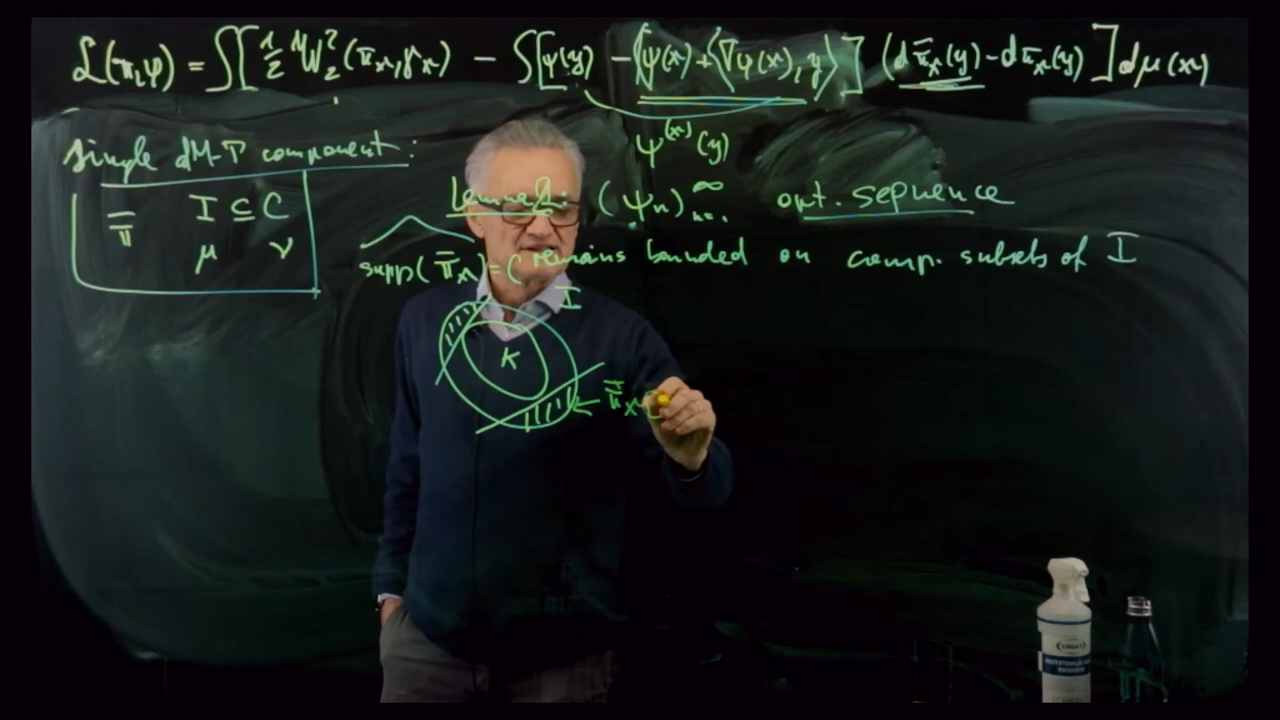 ℒ(π,ψ) = ∫[ ½ W₂²(π̄ₓ,γₓ) − ∫[ψ(y) − (ψ(x)+⟨∇ψ(x),y⟩] (dπ̄ₓ(y) − dπₓ(y) ] dμ(x)
ψ⁽ˣ⁾(y)
Single dMT component:
π̄ I ⊆ C
μ ν
Lemma2: (ψₙ)ₙ₌₁^∞ opt. sequence
remains bounded on comp. subsets of I
supp(π̄ₓ)=C
I
K
← π̄ₓ[